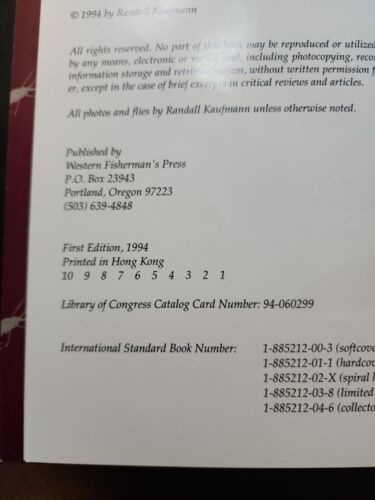 © 1994 by Randall Kaufmann
All rights reserved. No part of this book may be reproduced or utilized
by any means, electronic or mechanical, including photocopying, reco
information storage and retrieval system, without written permission f
er, except in the case of brief excerpts in critical reviews and articles.
All photos and flies by Randall Kaufmann unless otherwise noted.
Published by
Western Fisherman's Press
P.O. Box 23943
Portland, Oregon 97223
(503) 639-4848
First Edition, 1994
Printed in Hong Kong
10 9 8 7 6 5 4 3 2 1
Library of Congress Catalog Card Number: 94-060299
International Standard Book Number: 1-885212-00-3 (softcove
1-885212-01-1 (hardcov
1-885212-02-X (spiral h
1-885212-03-8 (limited
1-885212-04-6 (collecto